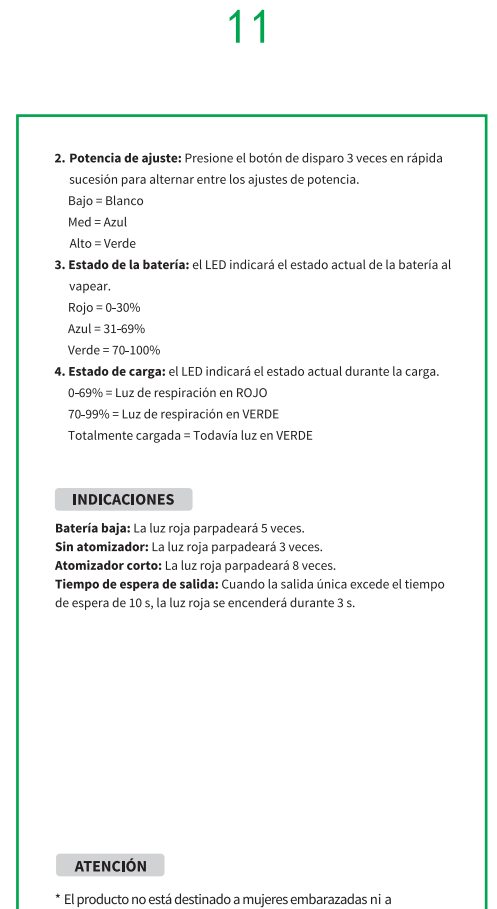 11
2. Potencia de ajuste: Presione el botón de disparo 3 veces en rápida
sucesión para alternar entre los ajustes de potencia.
Bajo = Blanco
Med = Azul
Alto = Verde
3. Estado de la batería: el LED indicará el estado actual de la batería al
vapear.
Rojo = 0-30%
Azul = 31-69%
Verde = 70-100%
4. Estado de carga: el LED indicará el estado actual durante la carga.
0-69% = Luz de respiración en ROJO
70-99% = Luz de respiración en VERDE
Totalmente cargada = Todavía luz en VERDE
INDICACIONES
Batería baja: La luz roja parpadeará 5 veces.
Sin atomizador: La luz roja parpadeará 3 veces.
Atomizador corto: La luz roja parpadeará 8 veces.
Tiempo de espera de salida: Cuando la salida única excede el tiempo
de espera de 10 s, la luz roja se encenderá durante 3 s.
ATENCIÓN
* El producto no está destinado a mujeres embarazadas ni a